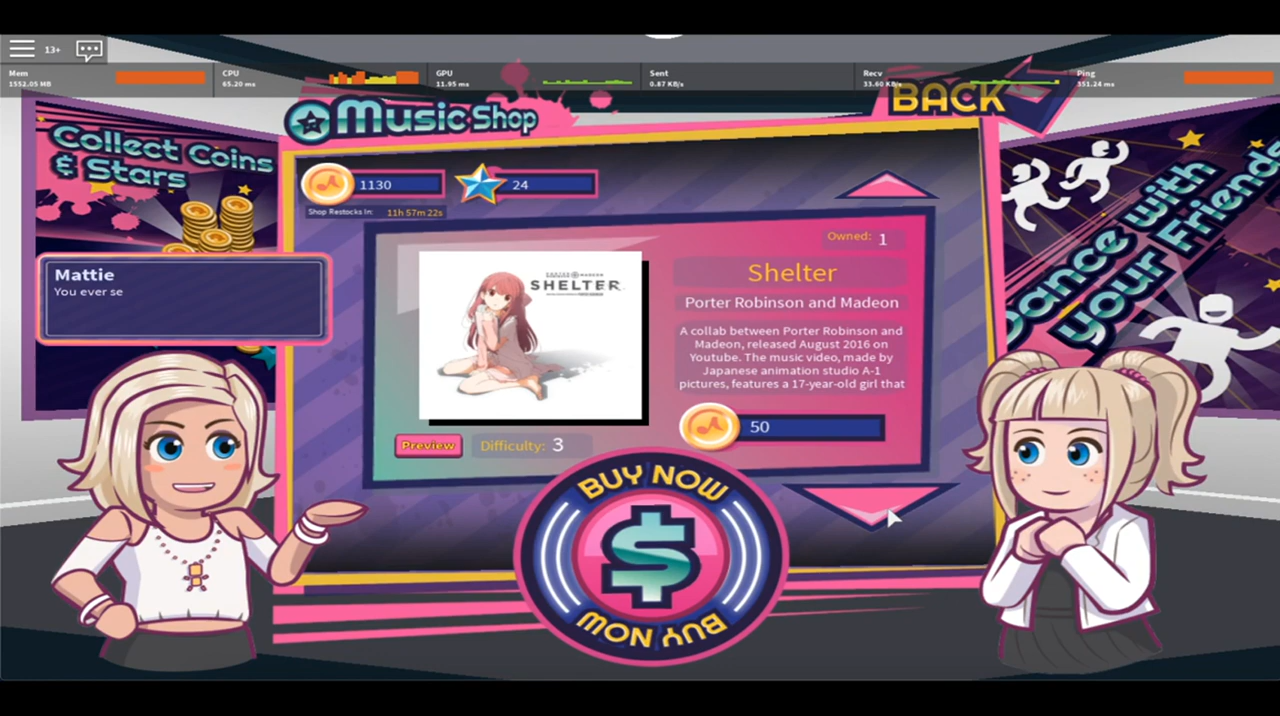 13+
Mem
1552.05 MB
CPU
65.20 ms
GPU
11.95 ms
Sent
0.87 KB/s
Recv
33.60 KB/s
Ping
351.24 ms
Music Shop
BACK
Collect Coins
& Stars
1130
24
Shop Restocks In: 11h 57m 22s
Dance with
your Friends
Mattie
You ever se
SHELTER
Owned: 1
Shelter
Porter Robinson and Madeon
A collab between Porter Robinson and
Madeon, released August 2016 on
Youtube. The music video, made by
Japanese animation studio A-1
pictures, features a 17-year-old girl that
50
Preview
Difficulty: 3
BUY NOW
$
BUY NOW